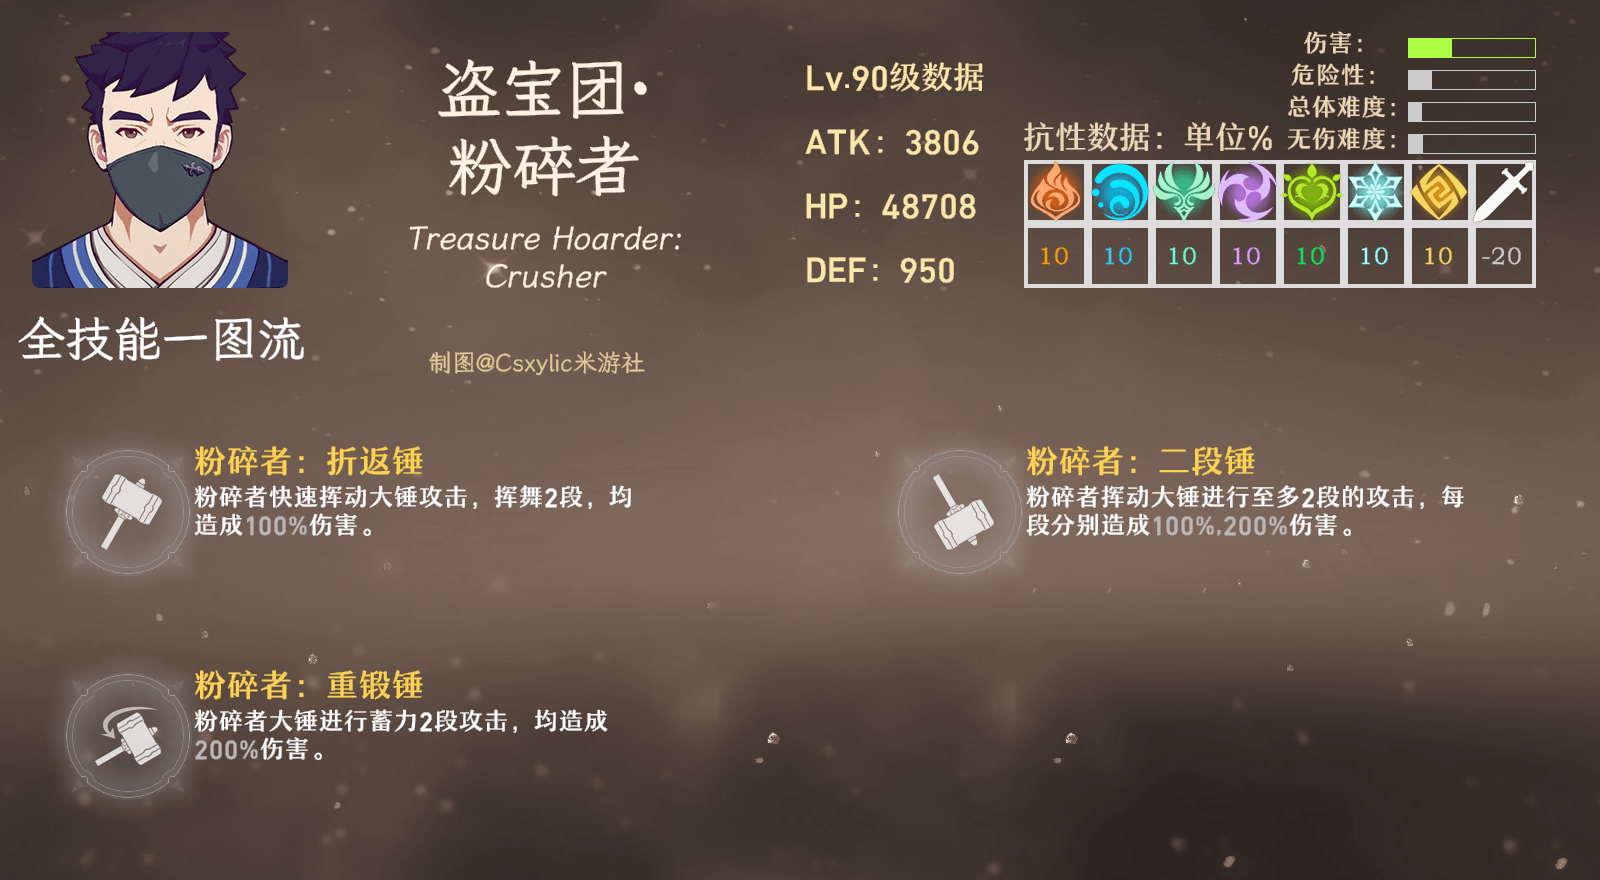 盗宝团·
粉碎者
Treasure Hoarder:
Crusher
全技能一图流
制图@Csxylic米游社
Lv.90级数据
ATK：3806
HP：48708
DEF：950
伤害：
危险性：
总体难度：
无伤难度：
抗性数据：单位%
10 10 10 10 10 10 10 -20
粉碎者：折返锤
粉碎者快速挥动大锤攻击，挥舞2段，均
造成100%伤害。
粉碎者：二段锤
粉碎者挥动大锤进行至多2段的攻击，每
段分别造成100%,200%伤害。
粉碎者：重锻锤
粉碎者大锤进行蓄力2段攻击，均造成
200%伤害。